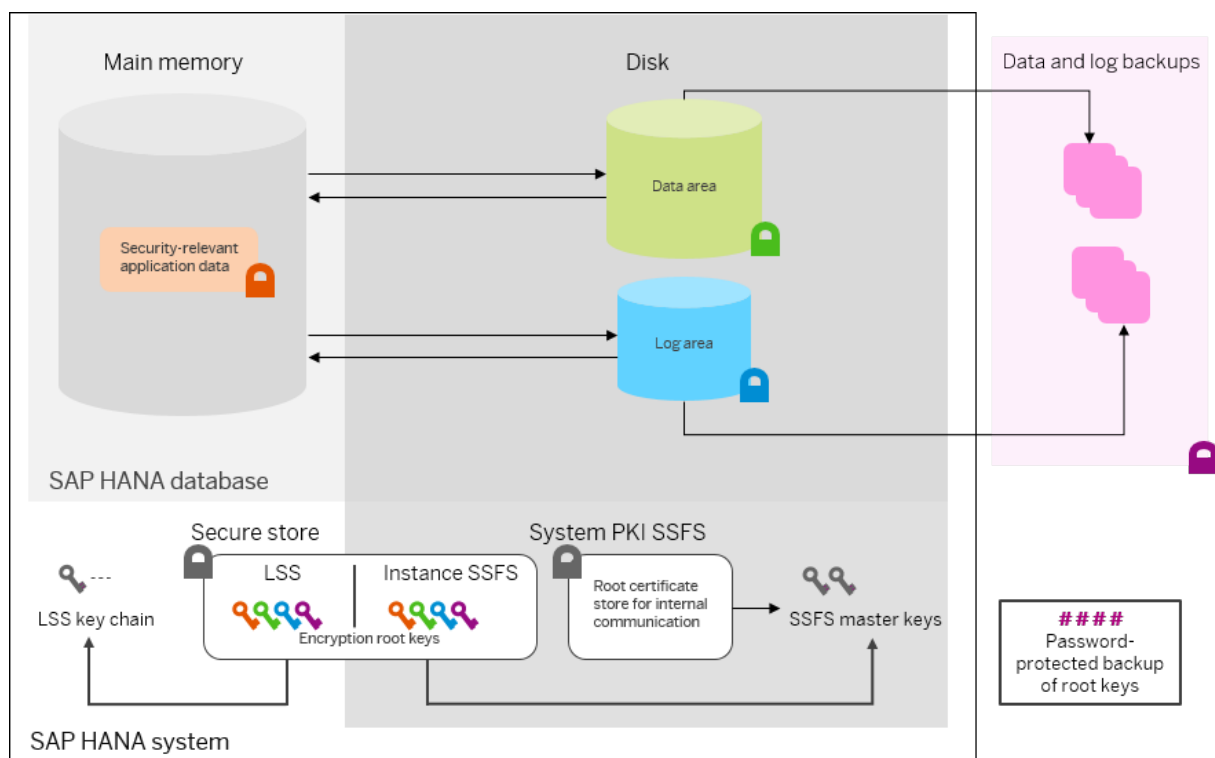 Main memory
Disk
Data and log backups
Data area
Security-relevant
application data
Log area
SAP HANA database
Secure store
System PKI SSFS
LSS
Instance SSFS
Encryption root keys
Root certificate
store for internal
communication
---
LSS key chain
SSFS master keys
####
Password-
protected backup
of root keys
SAP HANA system